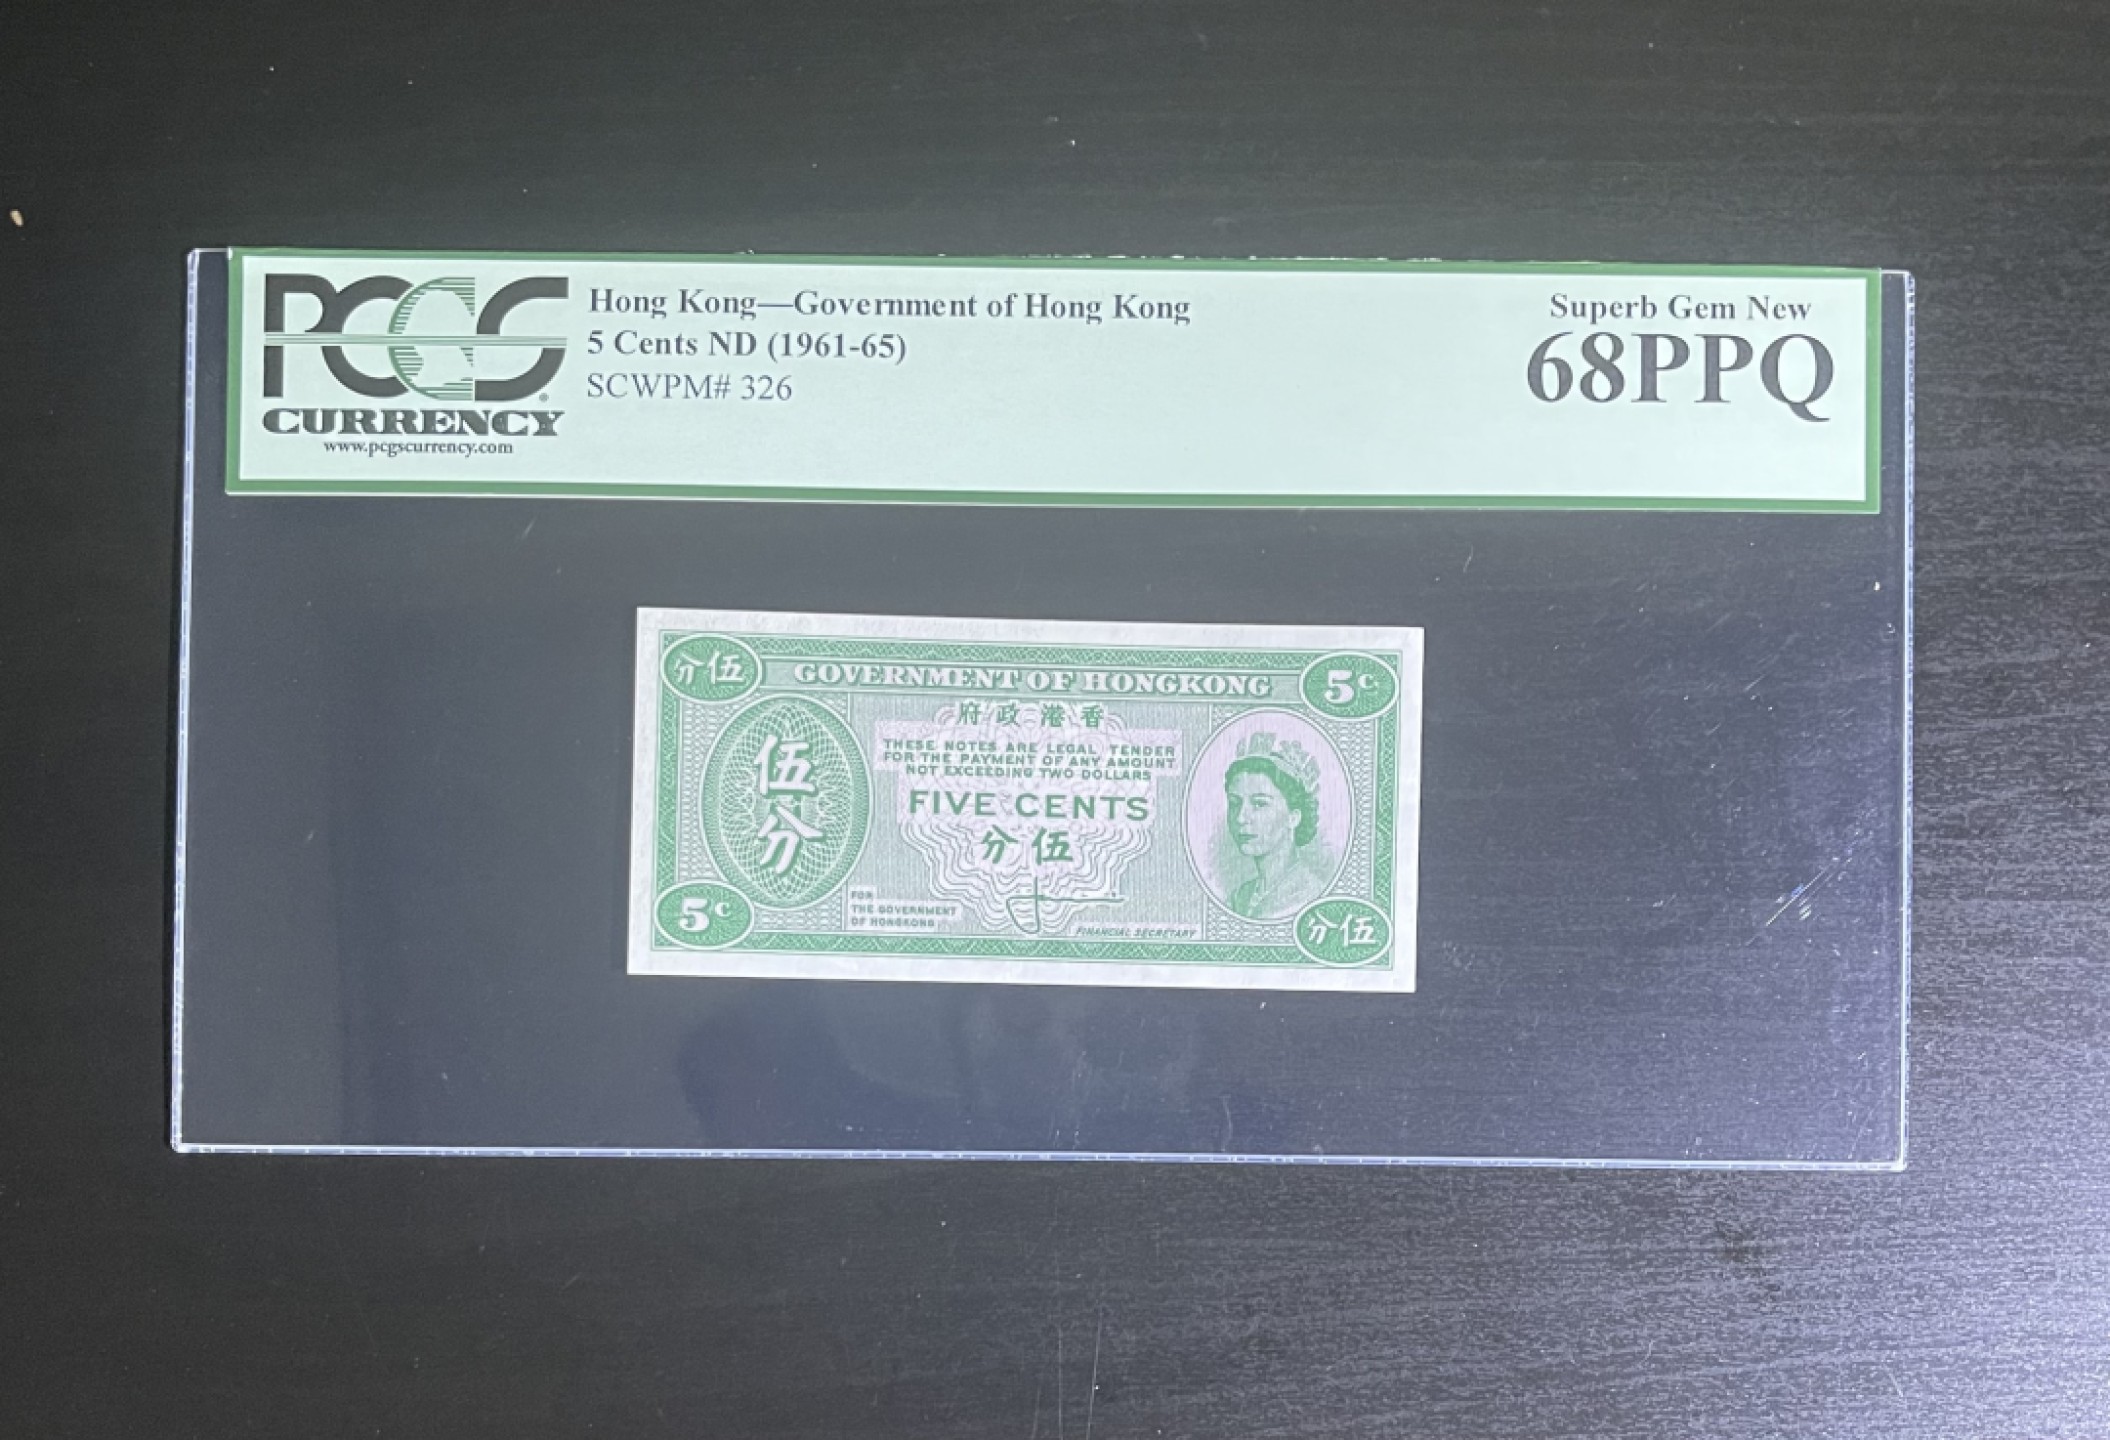 PCGS
CURRENCY
www.pcgscurrency.com
Hong Kong—Government of Hong Kong
5 Cents ND (1961-65)
SCWPM# 326
Superb Gem New
68PPQ
分伍
GOVERNMENT OF HONGKONG
5c.
府政港香
THESE NOTES ARE LEGAL TENDER
FOR THE PAYMENT OF ANY AMOUNT
NOT EXCEEDING TWO DOLLARS
伍
分
FIVE CENTS
分伍
5c
FOR
THE GOVERNMENT
OF HONGKONG
FINANCIAL SECRETARY
分伍